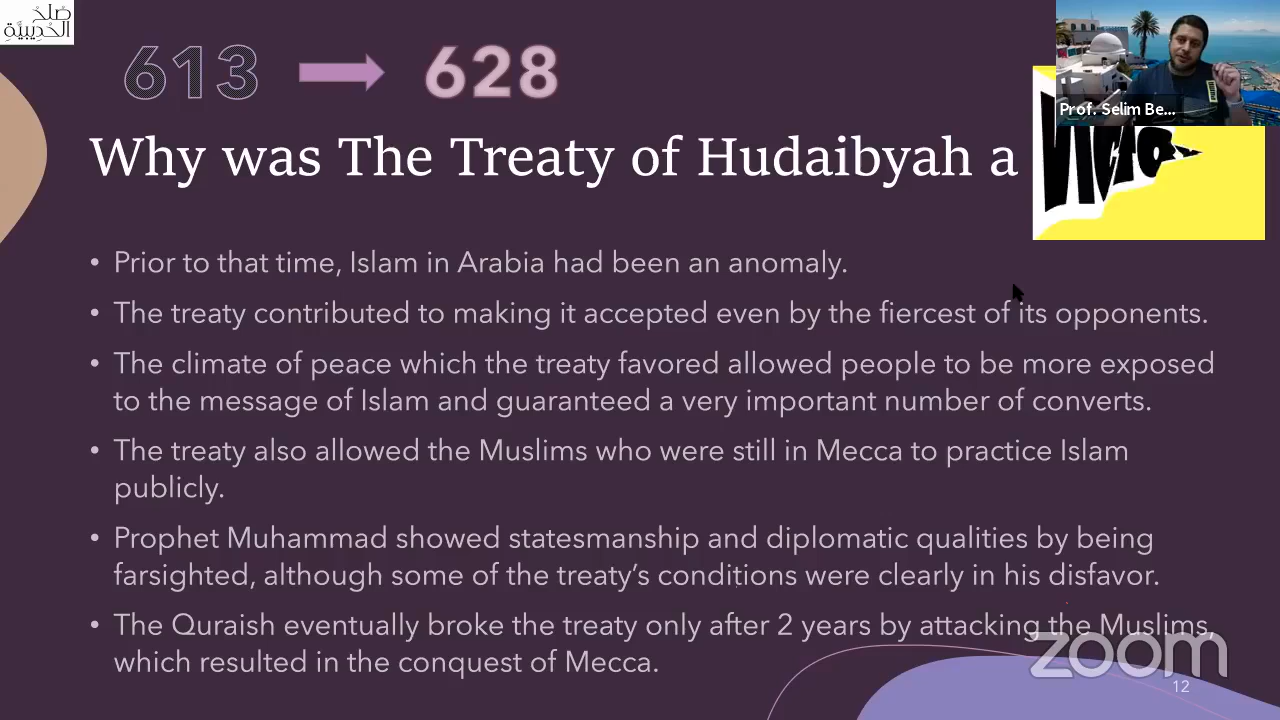 صلح
الحديبية
613 628
Prof. Selim Be...
Why was The Treaty of Hudaibyah a
• Prior to that time, Islam in Arabia had been an anomaly.
• The treaty contributed to making it accepted even by the fiercest of its opponents.
• The climate of peace which the treaty favored allowed people to be more exposed
to the message of Islam and guaranteed a very important number of converts.
• The treaty also allowed the Muslims who were still in Mecca to practice Islam
publicly.
• Prophet Muhammad showed statesmanship and diplomatic qualities by being
farsighted, although some of the treaty’s conditions were clearly in his disfavor.
• The Quraish eventually broke the treaty only after 2 years by attacking the Muslims,
which resulted in the conquest of Mecca.
zoom
12